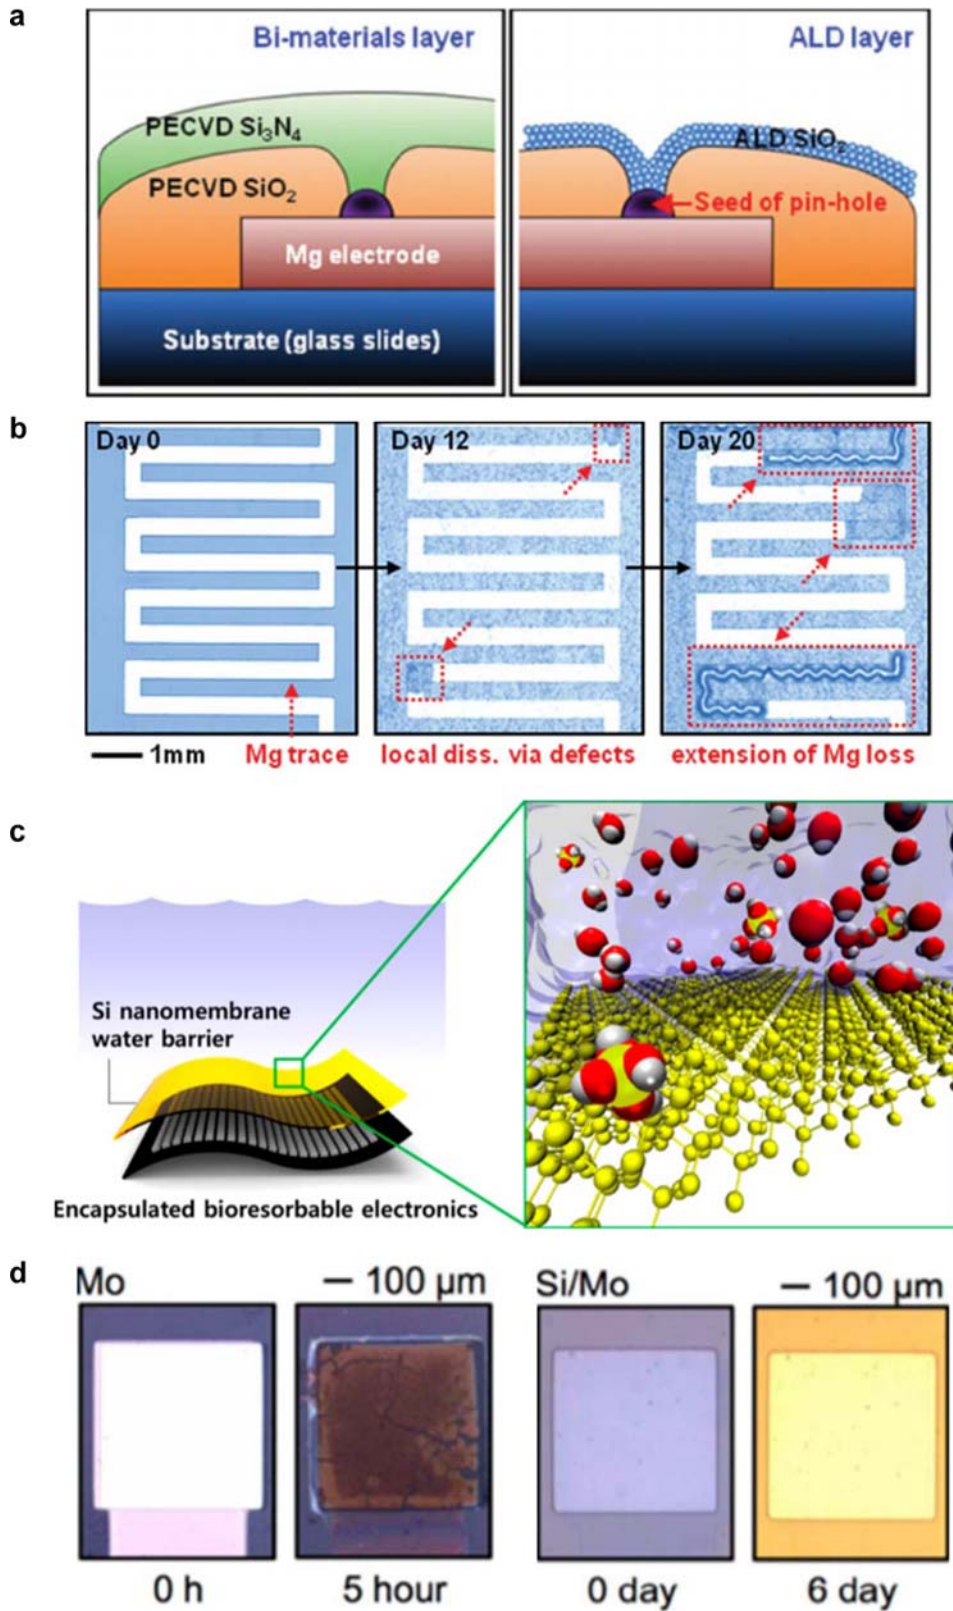 a
Bi-materials layer
ALD layer
PECVD Si₃N₄
ALD SiO₂
PECVD SiO₂
Seed of pin-hole
Mg electrode
Substrate (glass slides)
b
Day 0
Day 12
Day 20
1mm
Mg trace
local diss. via defects
extension of Mg loss
c
Si nanomembrane
water barrier
Encapsulated bioresorbable electronics
d
Mo
100 μm
Si/Mo
100 μm
0 h
5 hour
0 day
6 day